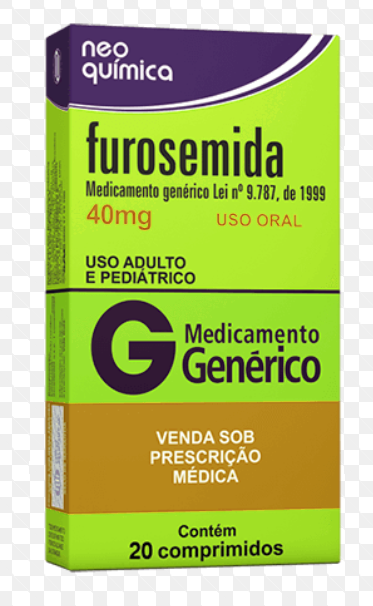 neo
química
furosemida
Medicamento genérico Lei nº 9.787, de 1999
40mg
USO ORAL
USO ADULTO
E PEDIÁTRICO
G
Medicamento
Genérico
VENDA SOB
PRESCRIÇÃO
MÉDICA
Contém
20 comprimidos